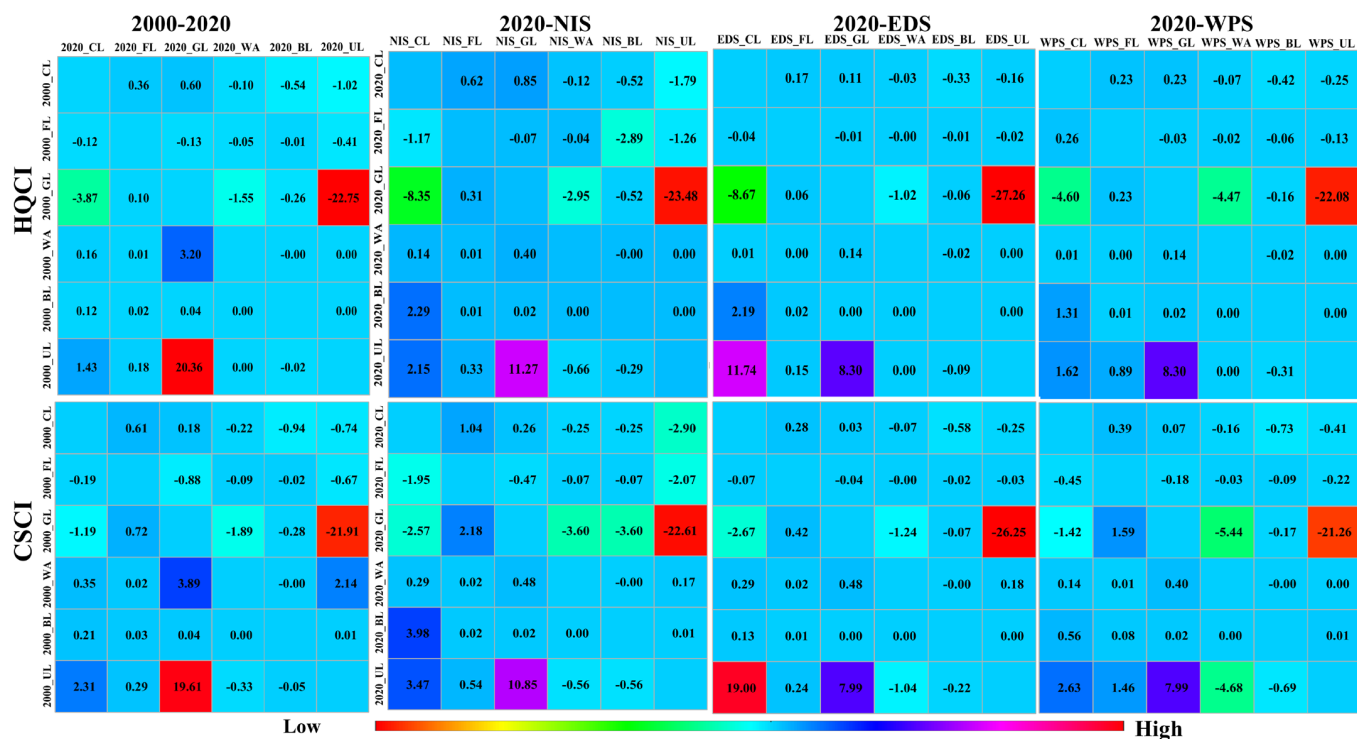 2000-2020 2020-NIS 2020-EDS 2020-WPS
2020_CL 2020_FL 2020_GL 2020_WA 2020_BL 2020_UL NIS_CL NIS_FL NIS_GL NIS_WA NIS_BL NIS_UL EDS_CL EDS_FL EDS_GL EDS_WA EDS_BL EDS_UL WPS_CL WPS_FL WPS_GL WPS_WA WPS_BL WPS_UL
HQCI
2000_CL 0.36 0.60 -0.10 -0.54 -1.02 2020_CL 0.62 0.85 -0.12 -0.52 -1.79 0.17 0.11 -0.03 -0.33 -0.16 0.23 0.23 -0.07 -0.42 -0.25
2000_FL -0.12 -0.13 -0.05 -0.01 -0.41 2020_FL -1.17 -0.07 -0.04 -2.89 -1.26 -0.04 -0.01 -0.00 -0.01 -0.02 0.26 -0.03 -0.02 -0.06 -0.13
2000_GL -3.87 0.10 -1.55 -0.26 -22.75 2020_GL -8.35 0.31 -2.95 -0.52 -23.48 -8.67 0.06 -1.02 -0.06 -27.26 -4.60 0.23 -4.47 -0.16 -22.08
2000_WA 0.16 0.01 3.20 -0.00 0.00 2020_WA 0.14 0.01 0.40 -0.00 0.00 0.01 0.00 0.14 -0.02 0.00 0.01 0.00 0.14 -0.02 0.00
2000_BL 0.12 0.02 0.04 0.00 0.00 2020_BL 2.29 0.01 0.02 0.00 0.00 2.19 0.02 0.00 0.00 0.00 1.31 0.01 0.02 0.00 0.00
2000_UL 1.43 0.18 20.36 0.00 -0.02 2020_UL 2.15 0.33 11.27 -0.66 -0.29 11.74 0.15 8.30 0.00 -0.09 1.62 0.89 8.30 0.00 -0.31
CSCI
2000_CL 0.61 0.18 -0.22 -0.94 -0.74 2020_CL 1.04 0.26 -0.25 -0.25 -2.90 0.28 0.03 -0.07 -0.58 -0.25 0.39 0.07 -0.16 -0.73 -0.41
2000_FL -0.19 -0.88 -0.09 -0.02 -0.67 2020_FL -1.95 -0.47 -0.07 -0.07 -2.07 -0.07 -0.04 -0.00 -0.02 -0.03 -0.45 -0.18 -0.03 -0.09 -0.22
2000_GL -1.19 0.72 -1.89 -0.28 -21.91 2020_GL -2.57 2.18 -3.60 -3.60 -22.61 -2.67 0.42 -1.24 -0.07 -26.25 -1.42 1.59 -5.44 -0.17 -21.26
2000_WA 0.35 0.02 3.89 -0.00 2.14 2020_WA 0.29 0.02 0.48 -0.00 0.17 0.29 0.02 0.48 -0.00 0.18 0.14 0.01 0.40 -0.00 0.00
2000_BL 0.21 0.03 0.04 0.00 0.01 2020_BL 3.98 0.02 0.02 0.00 0.01 0.13 0.01 0.00 0.00 0.00 0.56 0.08 0.02 0.00 0.01
2000_UL 2.31 0.29 19.61 -0.33 -0.05 2020_UL 3.47 0.54 10.85 -0.56 -0.56 19.00 0.24 7.99 -1.04 -0.22 2.63 1.46 7.99 -4.68 -0.69
Low High